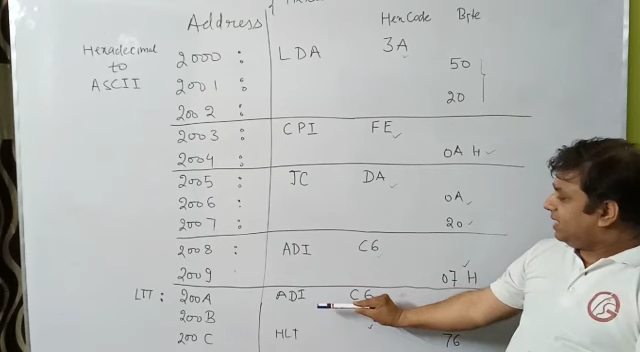 Address
Hex Code Byte
Hexadecimal
to
ASCII
2000 : LDA 3A
2001 : 50
2002 : 20
2003 : CPI FE
2004 : 0A H
2005 : JC DA
2006 : 0A
2007 : 20
2008 : ADI C6
2009 07 H
LTT : 200A ADI C6
200B
200C HLT 76